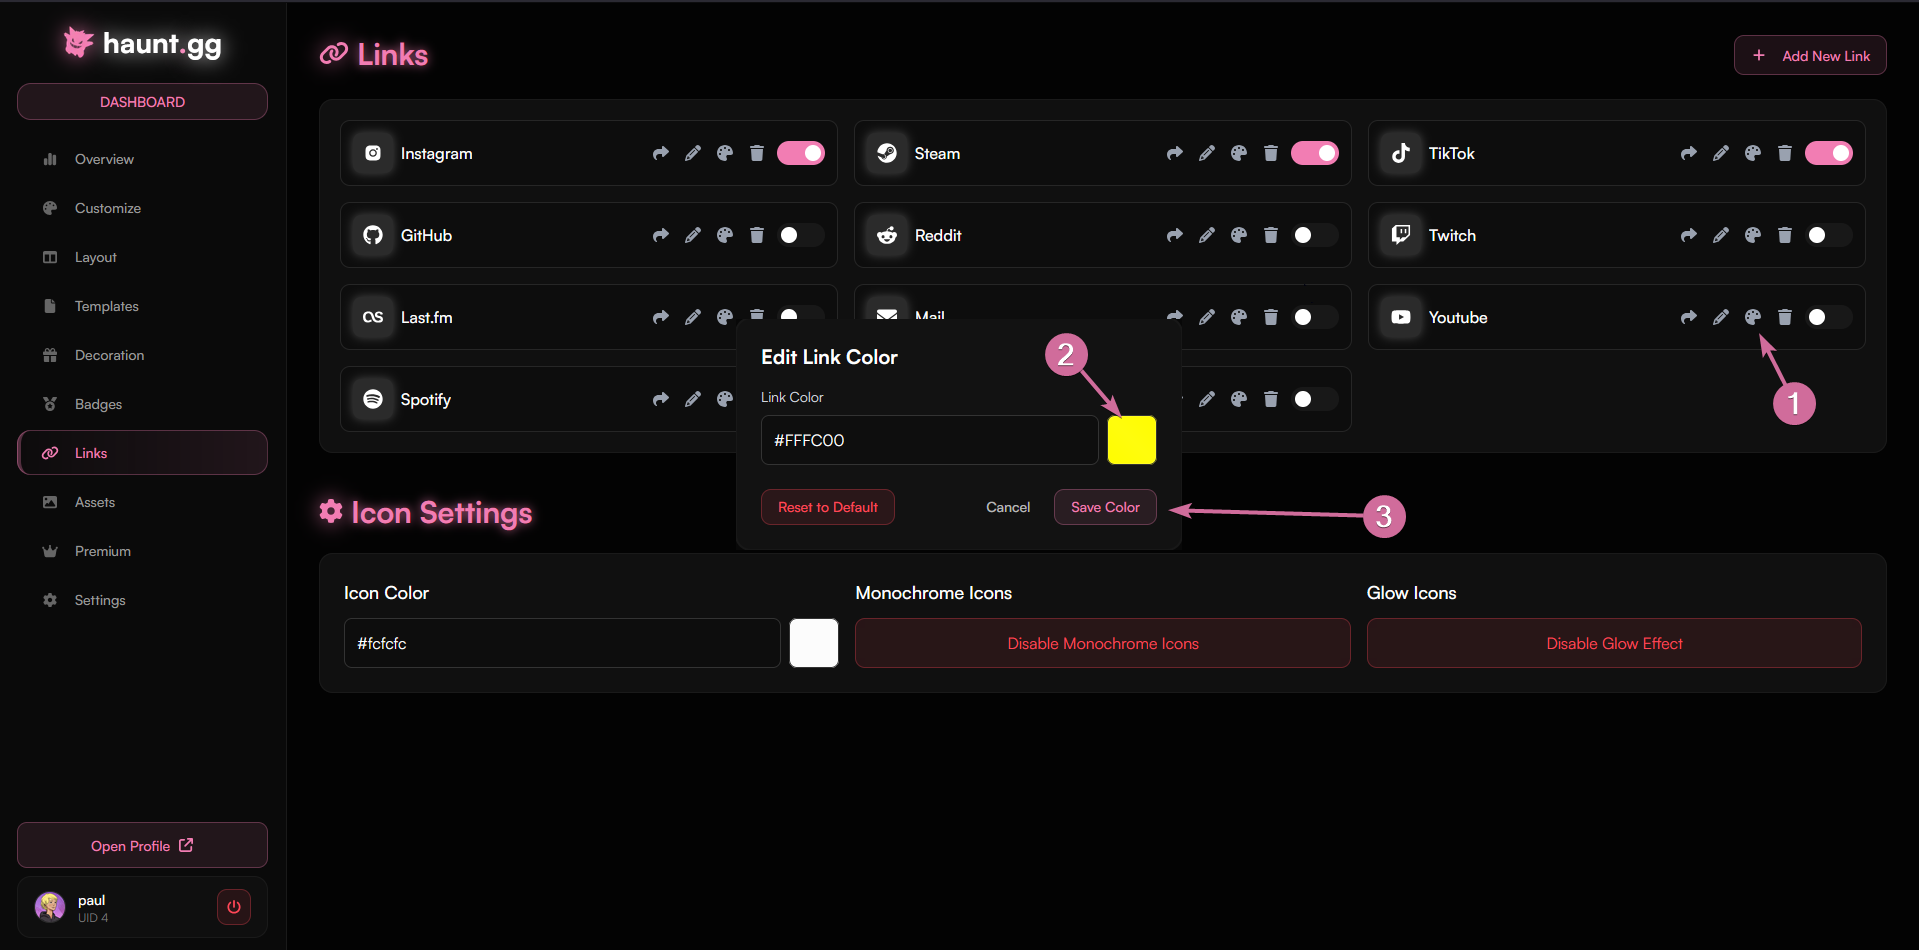 haunt.gg
DASHBOARD
Overview
Customize
Layout
Templates
Decoration
Badges
Links
Assets
Premium
Settings
Open Profile
paul
UID 4
Links
Add New Link
Instagram
Steam
TikTok
GitHub
Reddit
Twitch
Last.fm
Mail
Youtube
Spotify
Edit Link Color
Link Color
#FFFC00
Reset to Default
Cancel
Save Color
1
2
3
Icon Settings
Icon Color
#fcfcfc
Monochrome Icons
Disable Monochrome Icons
Glow Icons
Disable Glow Effect